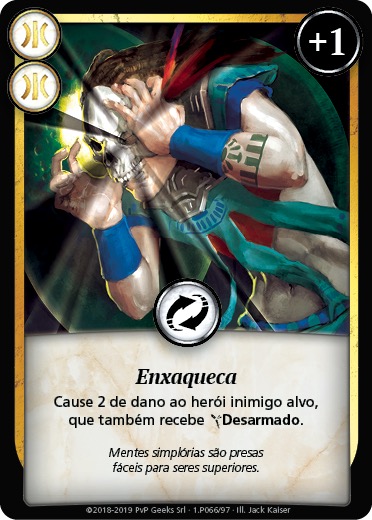 +1
Enxaqueca
Cause 2 de dano ao herói inimigo alvo,
que também recebe Desarmado.
Mentes simplórias são presas
fáceis para seres superiores.
©2018-2019 PvP Geeks Srl · 1.P066/97 · Ill. Jack Kaiser